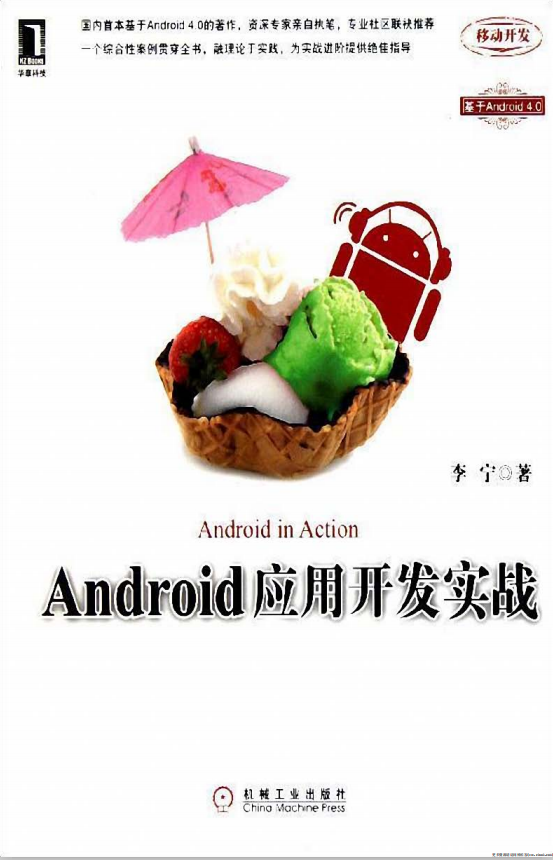 国内首本基于Android 4.0的著作，资深专家亲自执笔，专业社区联袂推荐
一个综合性案例贯穿全书，融理论于实践，为实战进阶提供绝佳指导
移动开发
HZ BOOKS
华章科技
基于Android 4.0
李 宁◎著
Android in Action
Android应用开发实战
机械工业出版社
China Machine Press